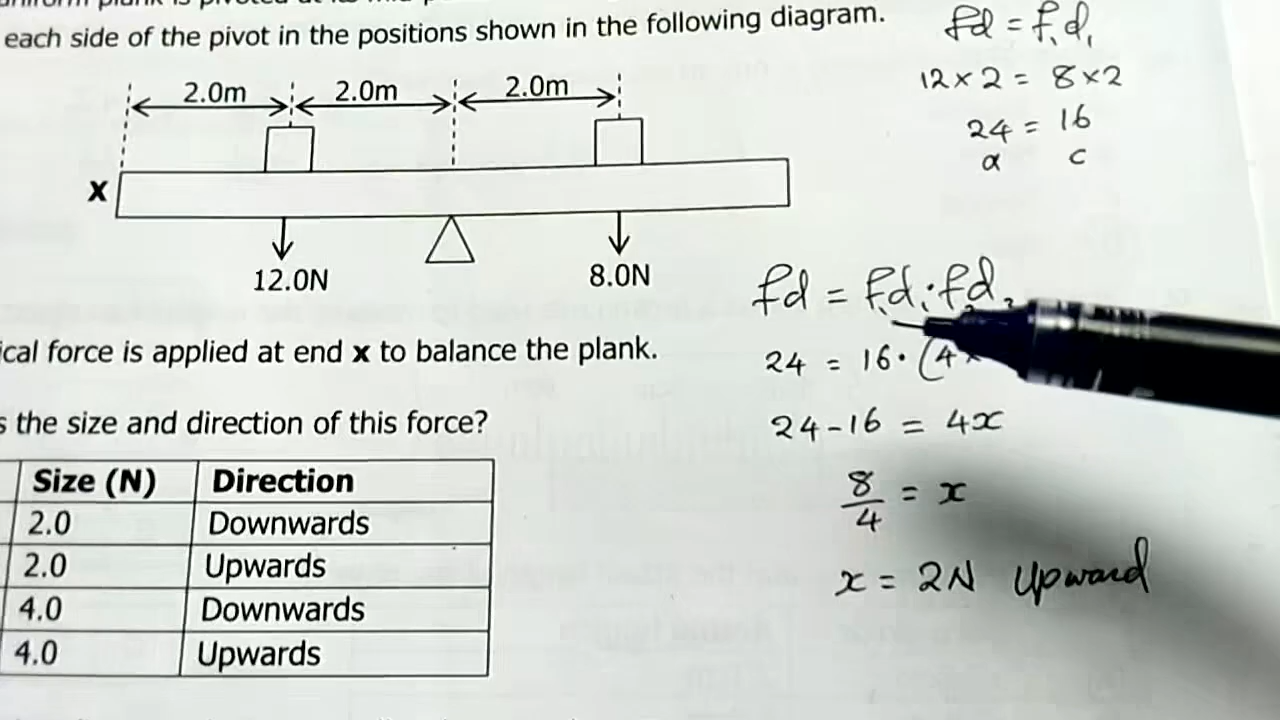 each side of the pivot in the positions shown in the following diagram.
2.0m 2.0m 2.0m
X
12.0N 8.0N
force is applied at end x to balance the plank.
the size and direction of this force?
Size (N) Direction
2.0 Downwards
2.0 Upwards
4.0 Downwards
4.0 Upwards
fd = f₁d₁
12 × 2 = 8 × 2
24 = 16
a c
fd = f₁d₁ · f₂d₂
24 = 16 · (4
24 - 16 = 4x
8/4 = x
x = 2N Upward